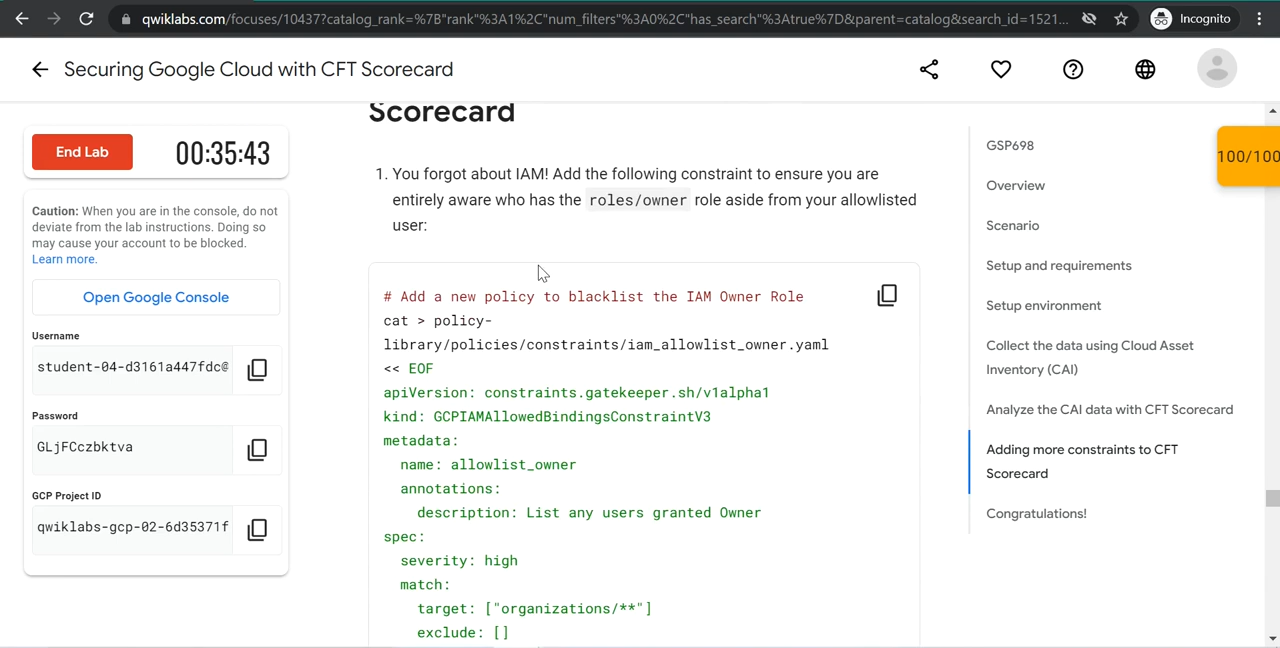 qwiklabs.com/focuses/10437?catalog_rank=%7B"rank"%3A1%2C"num_filters"%3A0%2C"has_search"%3Atrue%7D&parent=catalog&search_id=1521...
Incognito
Securing Google Cloud with CFT Scorecard
End Lab
00:35:43
Caution: When you are in the console, do not
deviate from the lab instructions. Doing so
may cause your account to be blocked.
Learn more.
Open Google Console
Username
student-04-d3161a447fdc@
Password
GLjFCczbktva
GCP Project ID
qwiklabs-gcp-02-6d35371f
Scorecard
1. You forgot about IAM! Add the following constraint to ensure you are
entirely aware who has the roles/owner role aside from your allowlisted
user:
# Add a new policy to blacklist the IAM Owner Role
cat > policy-
library/policies/constraints/iam_allowlist_owner.yaml
<< EOF
apiVersion: constraints.gatekeeper.sh/v1alpha1
kind: GCPIAMAllowedBindingsConstraintV3
metadata:
name: allowlist_owner
annotations:
description: List any users granted Owner
spec:
severity: high
match:
target: ["organizations/**"]
exclude: []
GSP698
Overview
Scenario
Setup and requirements
Setup environment
Collect the data using Cloud Asset
Inventory (CAI)
Analyze the CAI data with CFT Scorecard
Adding more constraints to CFT
Scorecard
Congratulations!
100/100